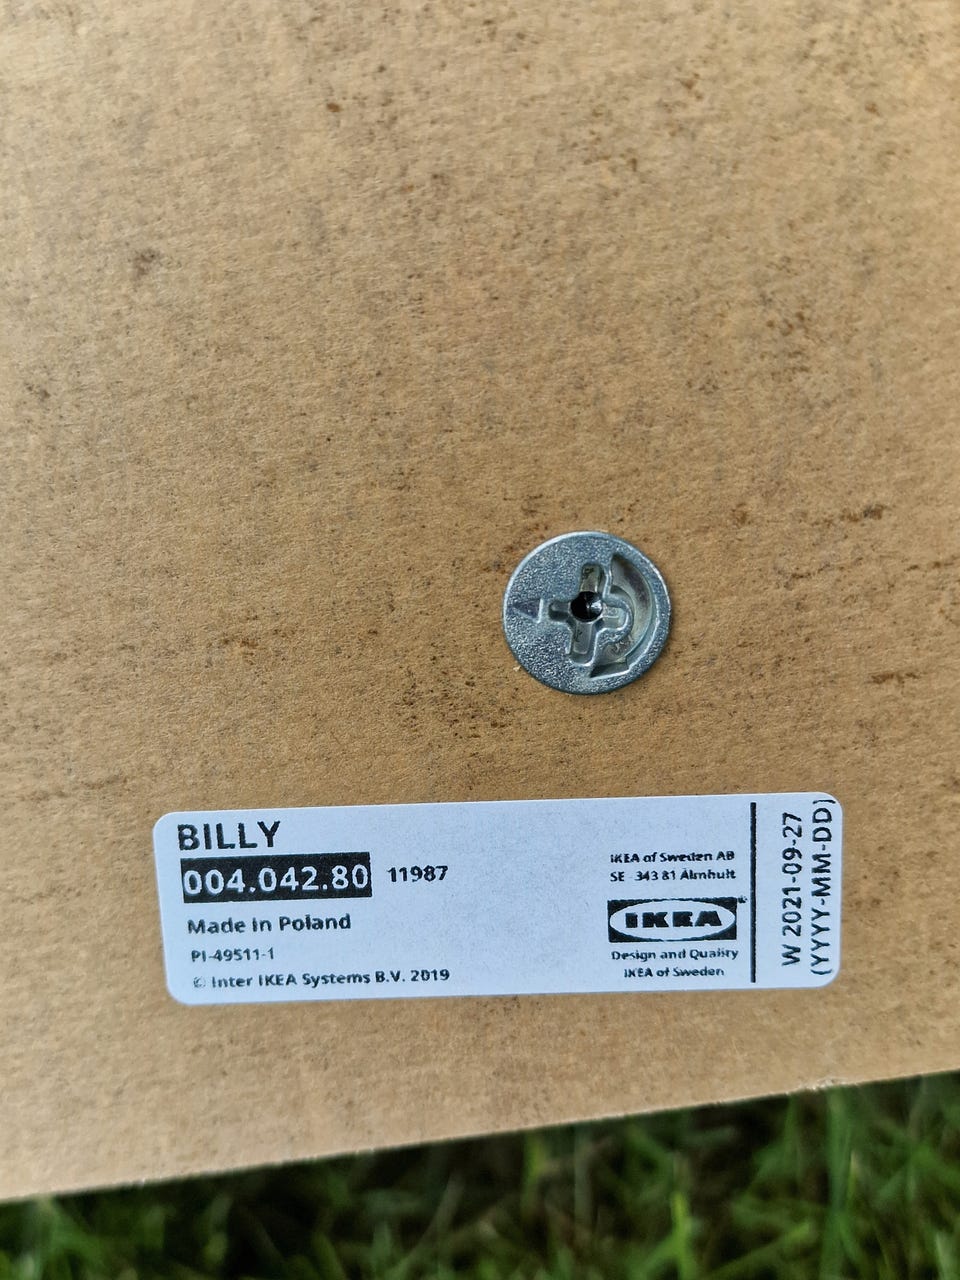 BILLY
004.042.80 11987
Made in Poland
PI-49511-1
© Inter IKEA Systems B.V. 2019
IKEA of Sweden AB
SE - 343 81 Älmhult
IKEA®
Design and Quality
IKEA of Sweden
W 2021-09-27
(YYYY-MM-DD)